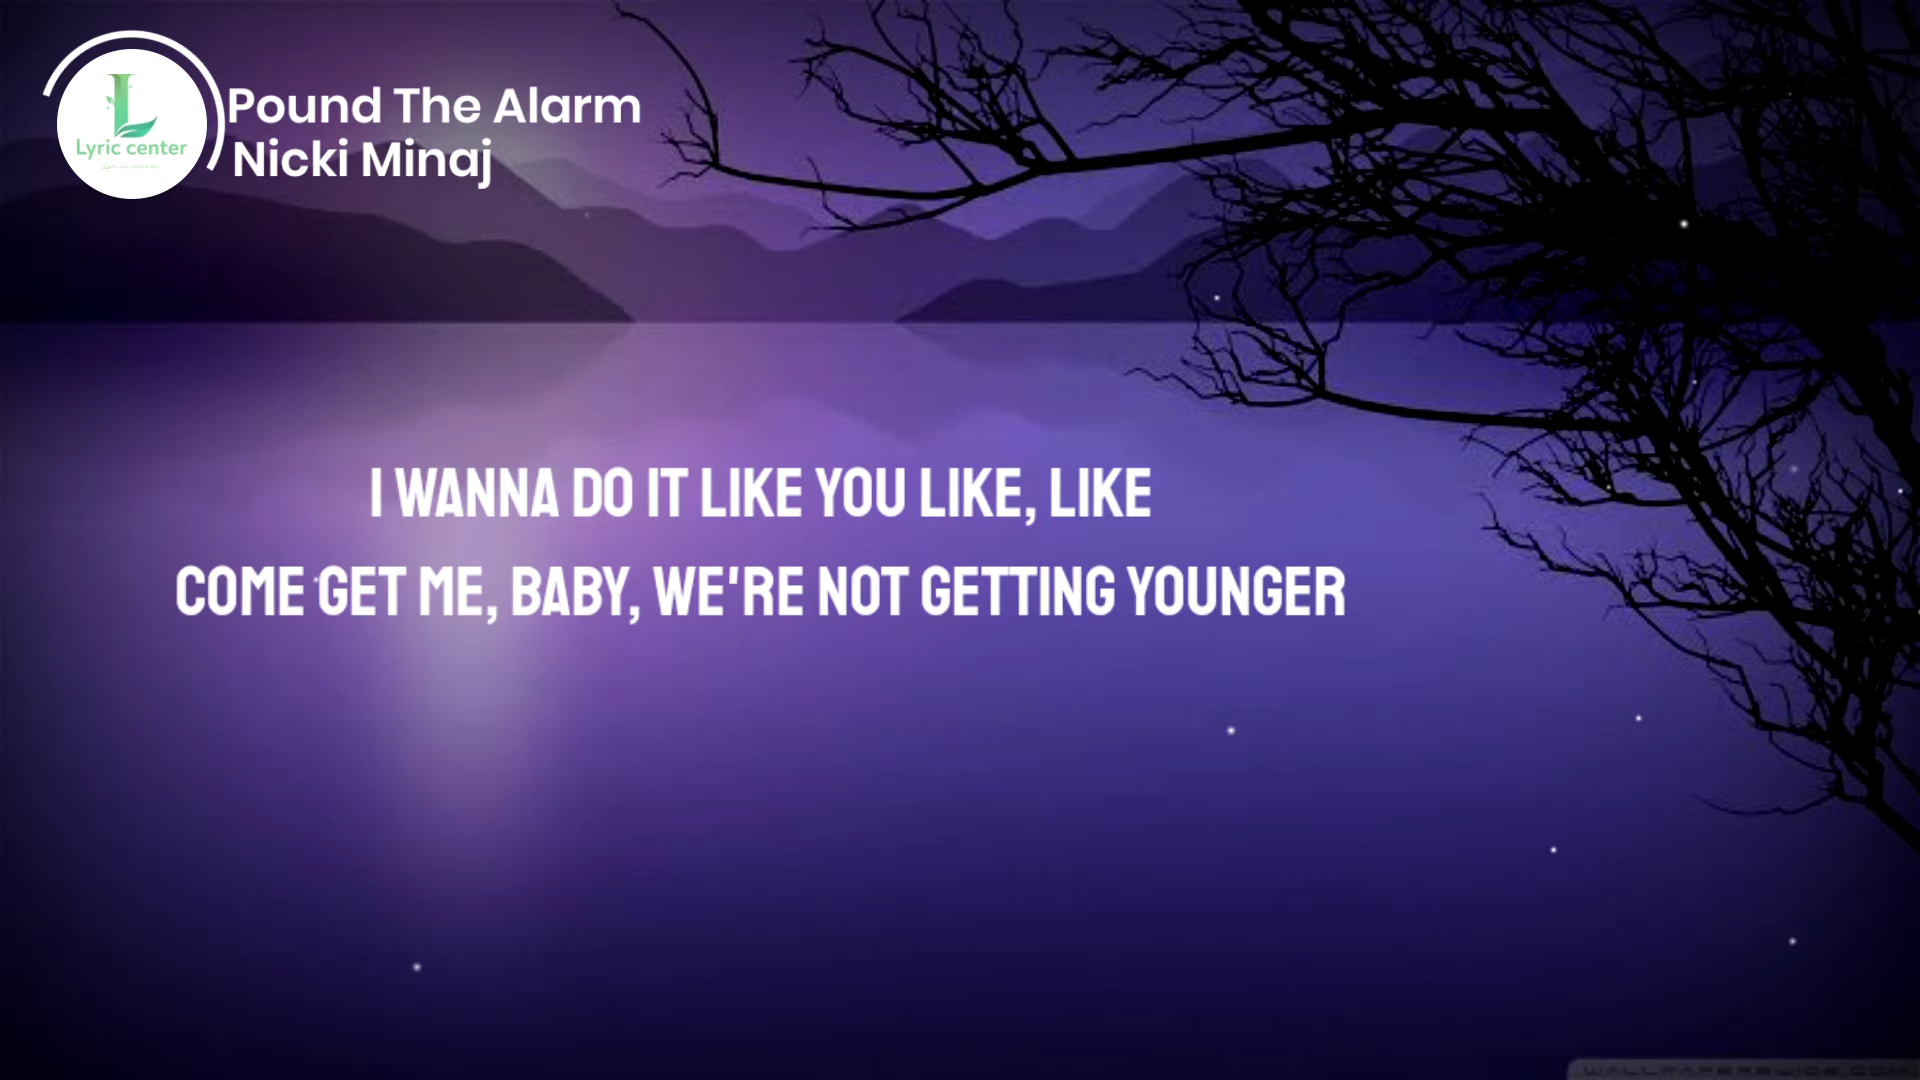 Pound The Alarm
Nicki Minaj
Lyric center
I WANNA DO IT LIKE YOU LIKE, LIKE
COME GET ME, BABY, WE'RE NOT GETTING YOUNGER